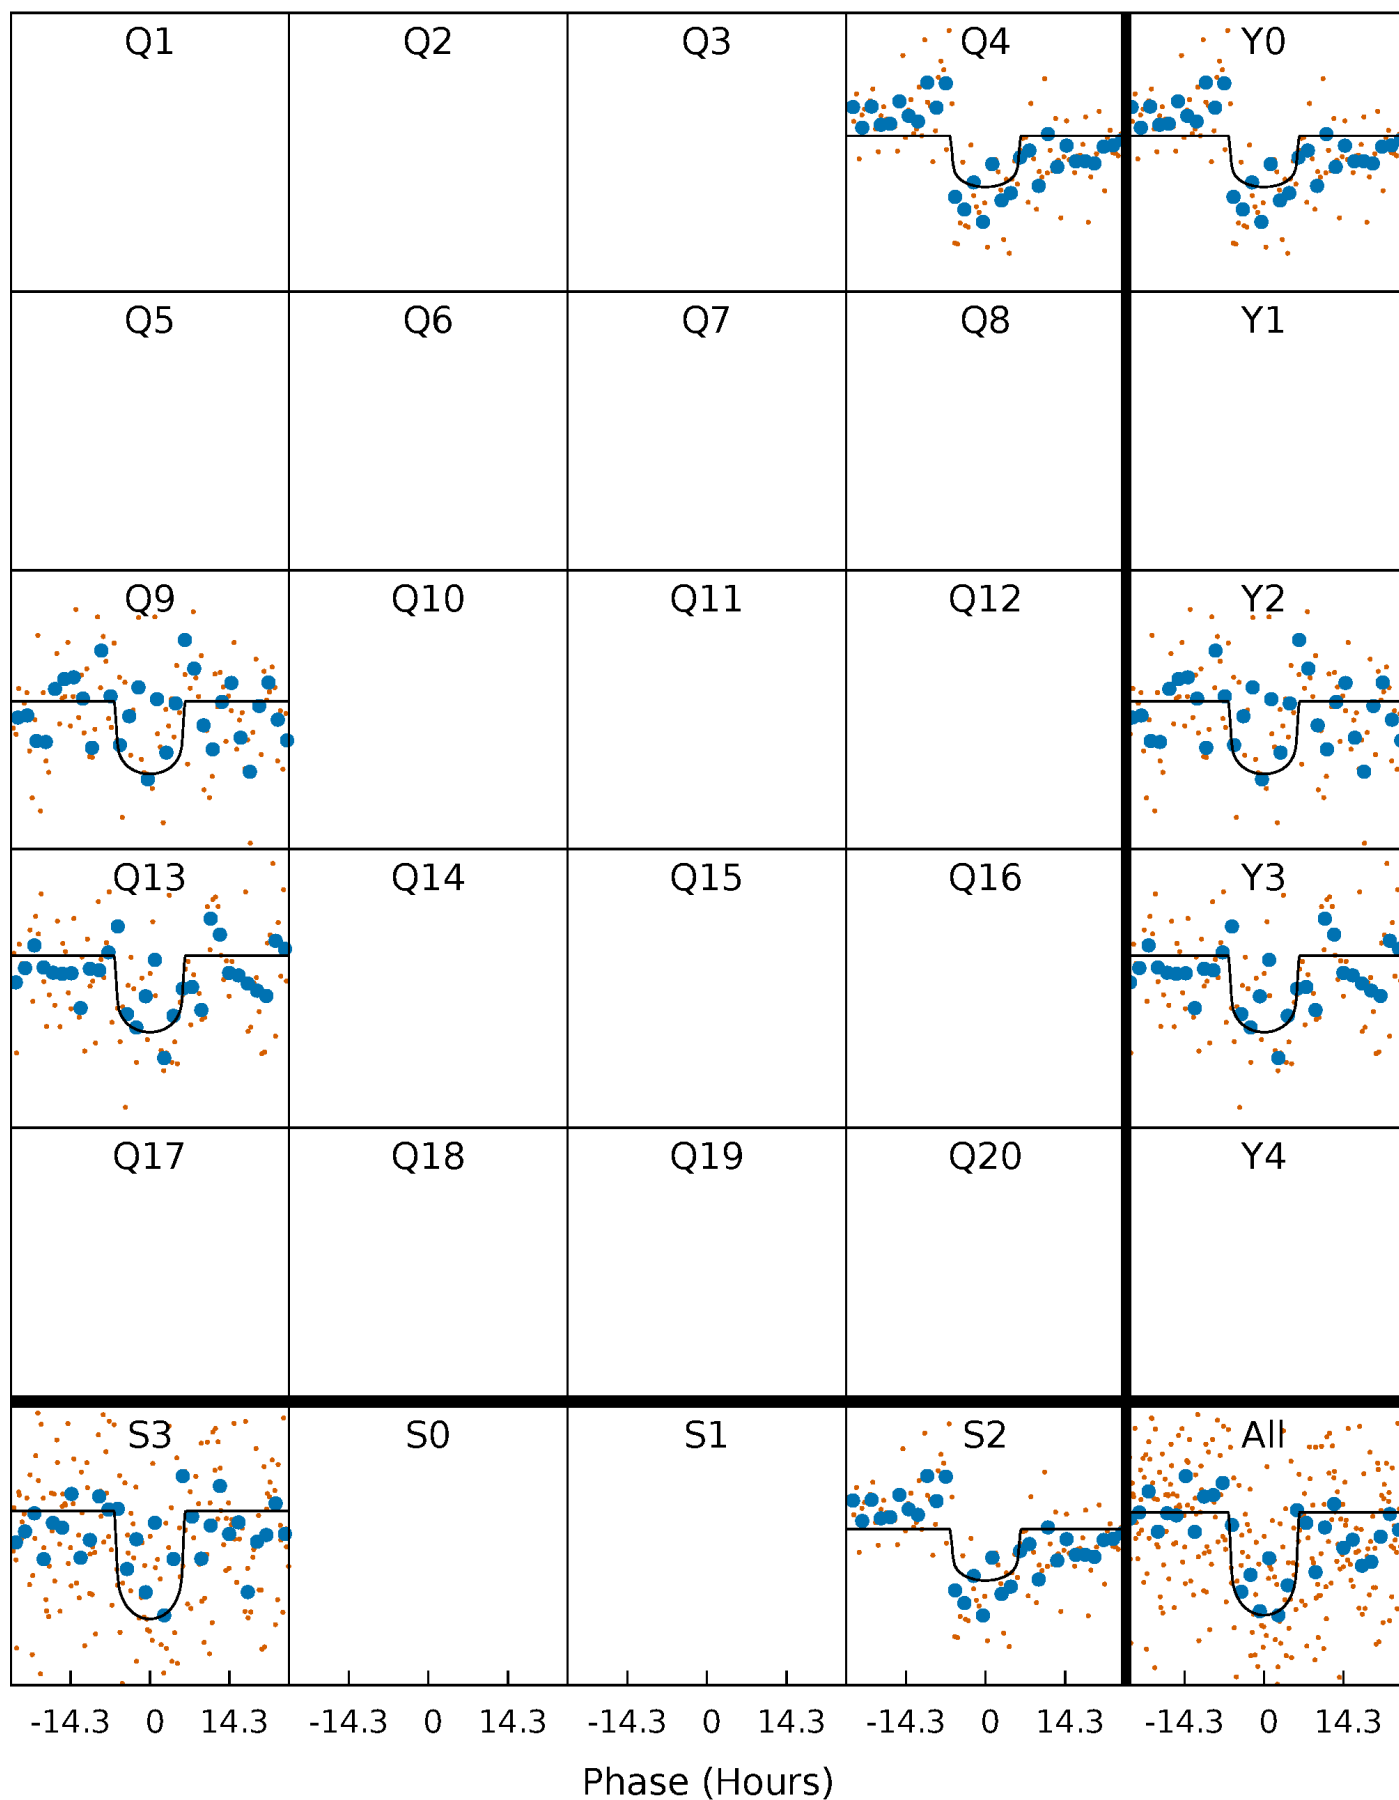 Q1 Q2 Q3 Q4 Y0
Q5 Q6 Q7 Q8 Y1
Q9 Q10 Q11 Q12 Y2
Q13 Q14 Q15 Q16 Y3
Q17 Q18 Q19 Q20 Y4
S3 S0 S1 S2 All
-14.3 0 14.3 -14.3 0 14.3 -14.3 0 14.3 -14.3 0 14.3 -14.3 0 14.3
Phase (Hours)